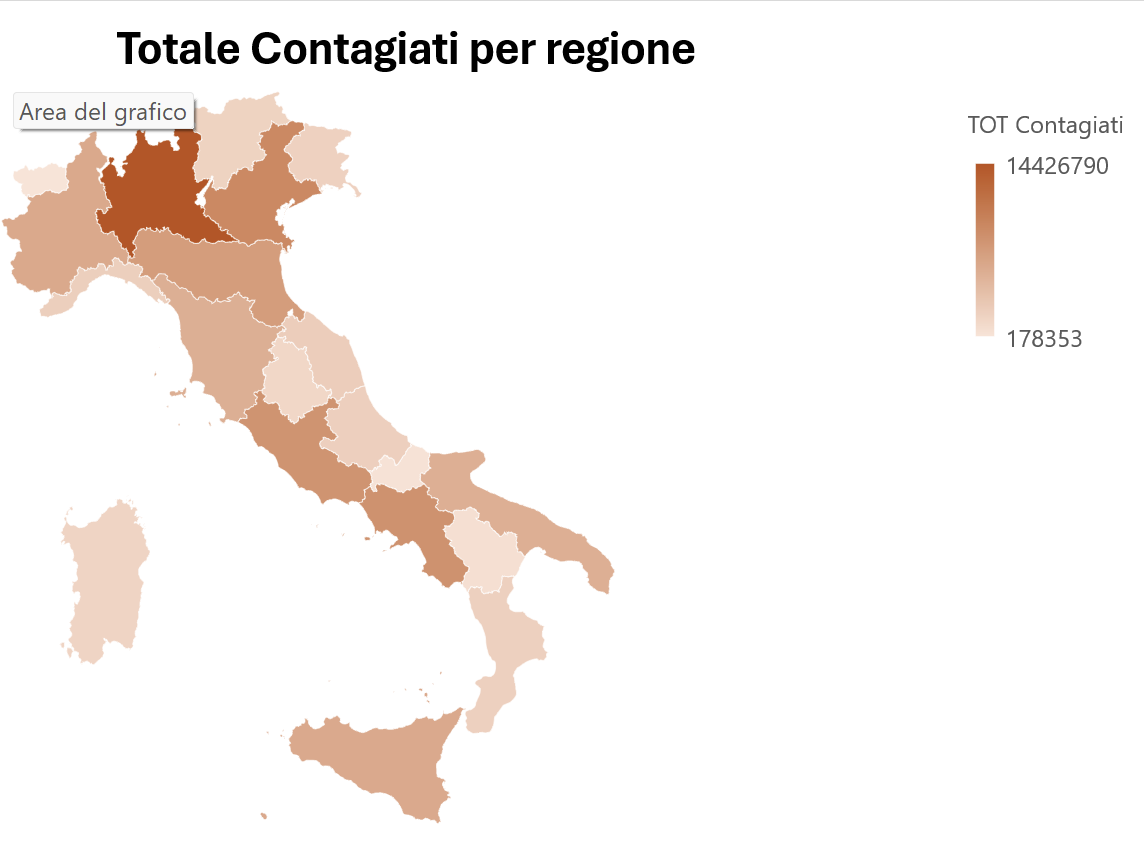 Totale Contagiati per regione
Area del grafico
TOT Contagiati
14426790
178353